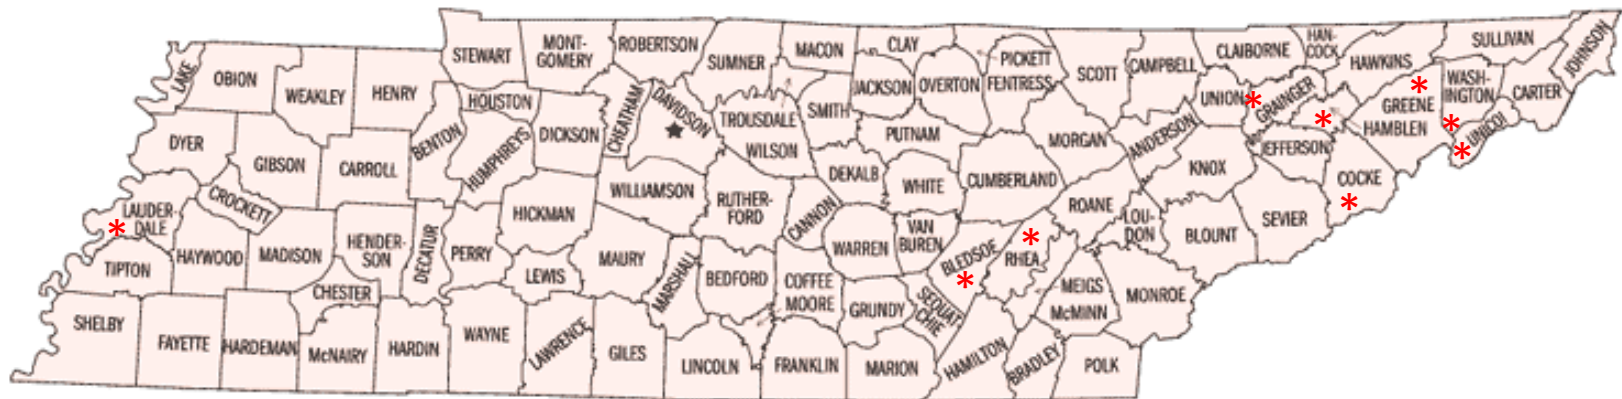 LAKE
OBION
WEAKLEY
HENRY
STEWART
MONT-
GOMERY
ROBERTSON
SUMNER
MACON
CLAY
PICKETT
SCOTT
CAMPBELL
CLAIBORNE
HAN-
COCK
HAWKINS
SULLIVAN
JOHNSON
HOUSTON
CHEATHAM
DAVIDSON
TROUSDALE
SMITH
JACKSON
OVERTON
FENTRESS
UNION
*
GRAINGER
*
GREENE
*
WASH-
INGTON
*
CARTER
DYER
GIBSON
CARROLL
BENTON
HUMPHREYS
DICKSON
WILSON
PUTNAM
MORGAN
ANDERSON
KNOX
JEFFERSON
HAMBLEN
UNICOI
*
LAUDER-
DALE
*
CROCKETT
HICKMAN
WILLIAMSON
RUTHER-
FORD
CANNON
DEKALB
WHITE
CUMBERLAND
ROANE
LOU-
DON
BLOUNT
SEVIER
COCKE
*
TIPTON
HAYWOOD
MADISON
HENDER-
SON
DECATUR
PERRY
LEWIS
MAURY
MARSHALL
BEDFORD
COFFEE
MOORE
WARREN
VAN
BUREN
BLEDSOE
*
RHEA
*
MEIGS
McMINN
MONROE
CHESTER
SHELBY
FAYETTE
HARDEMAN
McNAIRY
HARDIN
WAYNE
LAWRENCE
GILES
LINCOLN
FRANKLIN
GRUNDY
SEQUAT-
CHIE
MARION
HAMILTON
BRADLEY
POLK